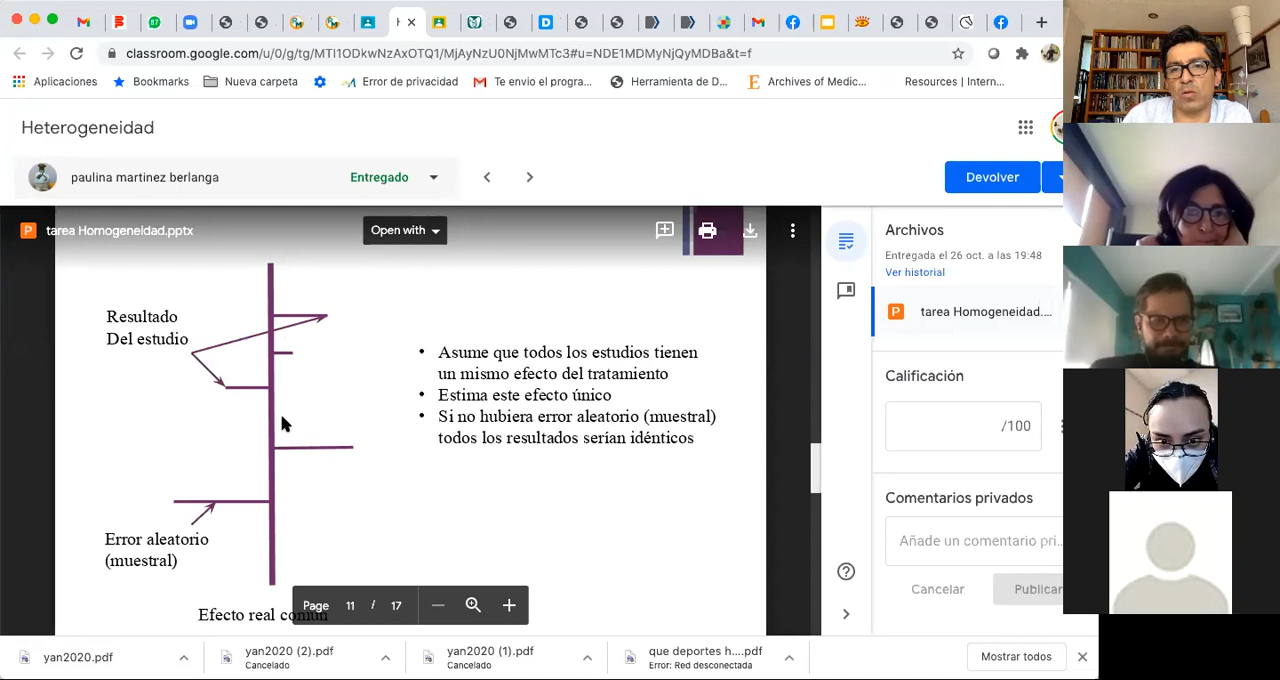 classroom.google.com/u/0/g/tg/MTI1ODkwNzAxOTQ1/MjAyNzU0NjMwMTc3#u=NDE1MDMyNjQyMDBa&t=f
Aplicaciones
Bookmarks
Nueva carpeta
Error de privacidad
Te envio el progra...
Herramienta de D...
Archives of Medic...
Resources | Intern...
Heterogeneidad
paulina martinez berlanga
Entregado
Devolver
tarea Homogeneidad.pptx
Open with
Resultado
Del estudio
Asume que todos los estudios tienen
un mismo efecto del tratamiento
Estima este efecto único
Si no hubiera error aleatorio (muestral)
todos los resultados serían idénticos
Error aleatorio
(muestral)
Efecto real común
Page 11 / 17
Archivos
Entregada el 26 oct. a las 19:48
Ver historial
tarea Homogeneidad....
Calificación
/100
Comentarios privados
Añade un comentario pri...
Cancelar
Publicar
yan2020.pdf
yan2020 (2).pdf
Cancelado
yan2020 (1).pdf
Cancelado
que deportes h....pdf
Error: Red desconectada
Mostrar todos